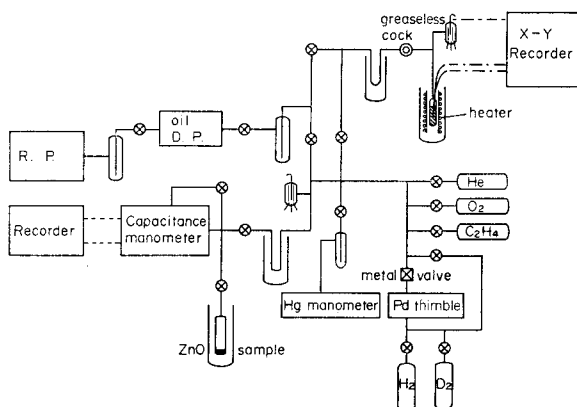 greaseless
cock
X-Y
Recorder
heater
oil
D. P.
R. P.
He
O2
C2H4
Recorder
Capacitance
manometer
metal valve
Hg manometer
Pd thimble
ZnO sample
H2
D2